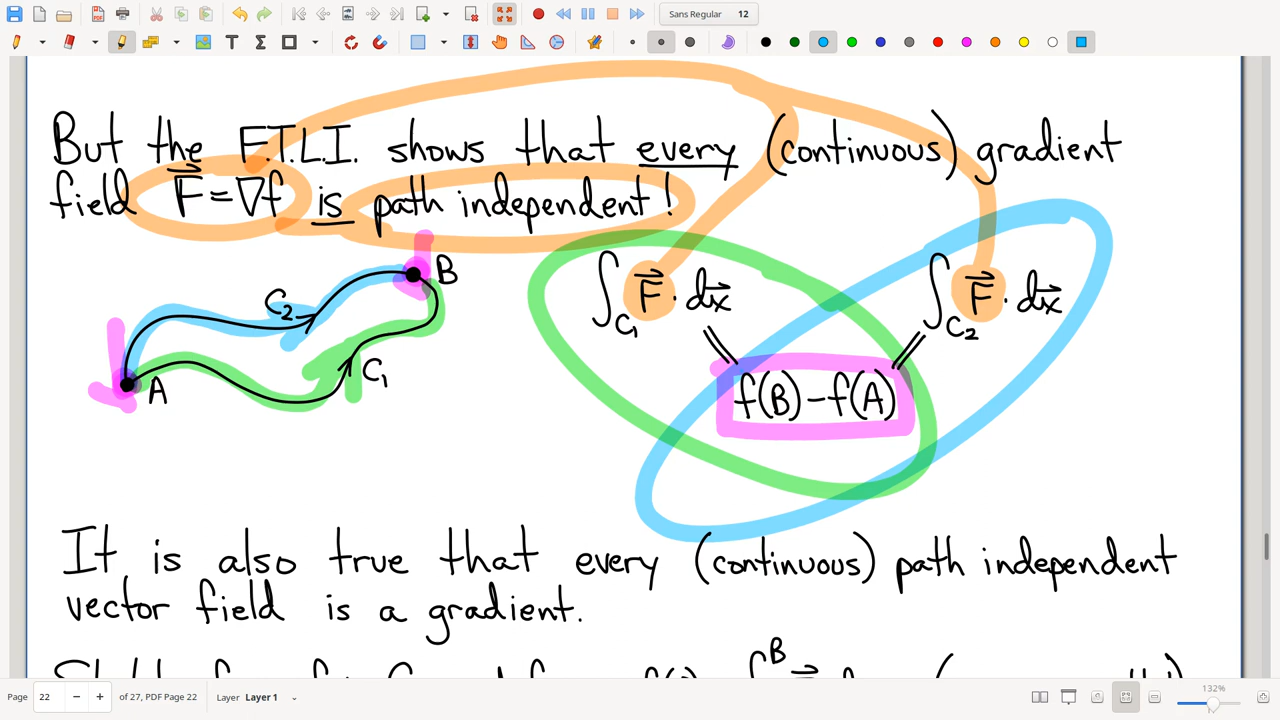 Sans Regular 12
But the F.T.L.I. shows that every (continuous) gradient
field F⃗ = ∇f is path independent!
∫_C₁ F⃗ · dx⃗ ∫_C₂ F⃗ · dx⃗
f(B) − f(A)
C₂
B
A
C₁
It is also true that every (continuous) path independent
vector field is a gradient.
Page 22 of 27, PDF Page 22 Layer Layer 1 132%